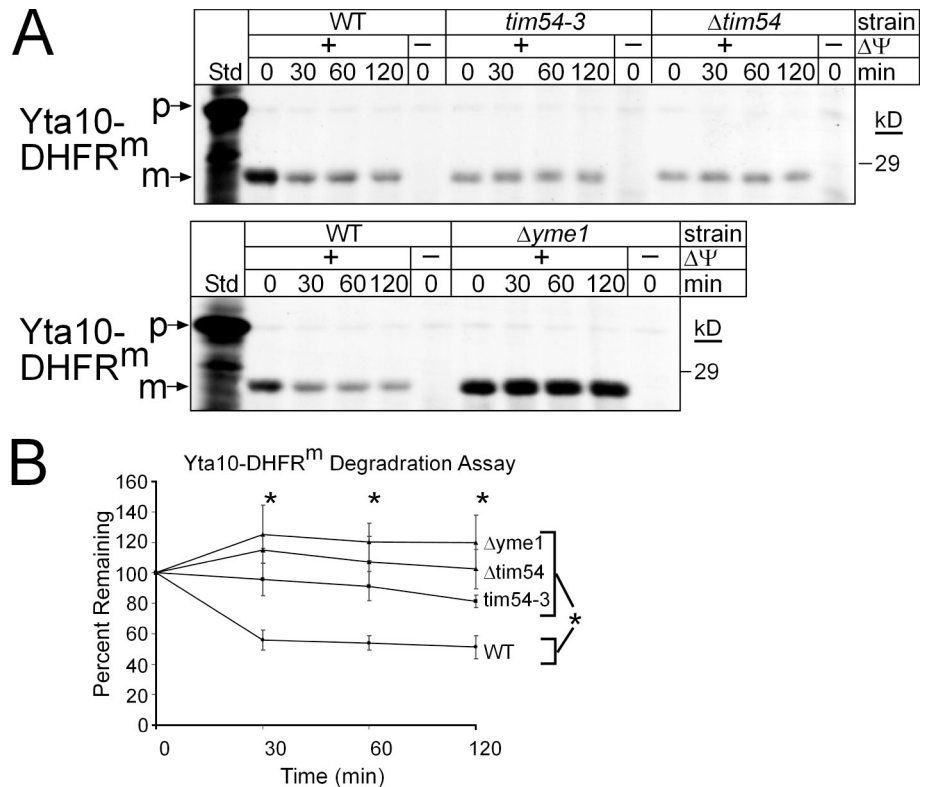 A
WT tim54-3 Δtim54 strain
+ – + – + – ΔΨ
Std 0 30 60 120 0 0 30 60 120 0 0 30 60 120 0 min
p
Yta10-
DHFRm
m
kD
29
WT Δyme1 strain
+ – + – ΔΨ
Std 0 30 60 120 0 0 30 60 120 0 min
p
Yta10-
DHFRm
m
kD
29
B
Yta10-DHFRm Degradration Assay
Percent Remaining
160
140
120
100
80
60
40
20
0
* * *
Δyme1
Δtim54
tim54-3
*
WT
0 30 60 120
Time (min)